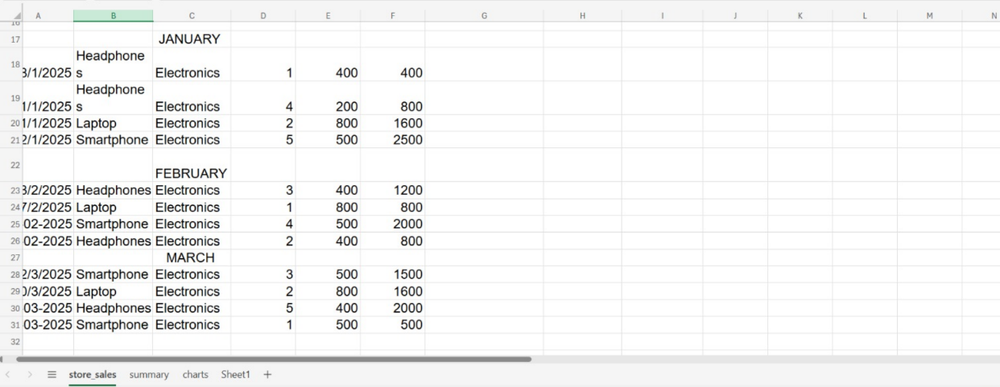 A B C D E F G H I J K L M N
17 JANUARY
Headphone
18 3/1/2025 s Electronics 1 400 400
Headphone
19 1/1/2025 s Electronics 4 200 800
20 1/1/2025 Laptop Electronics 2 800 1600
21 2/1/2025 Smartphone Electronics 5 500 2500
22 FEBRUARY
23 3/2/2025 Headphones Electronics 3 400 1200
24 7/2/2025 Laptop Electronics 1 800 800
25 02-2025 Smartphone Electronics 4 500 2000
26 02-2025 Headphones Electronics 2 400 800
27 MARCH
28 2/3/2025 Smartphone Electronics 3 500 1500
29 0/3/2025 Laptop Electronics 2 800 1600
30 03-2025 Headphones Electronics 5 400 2000
31 03-2025 Smartphone Electronics 1 500 500
32
store_sales summary charts Sheet1 +